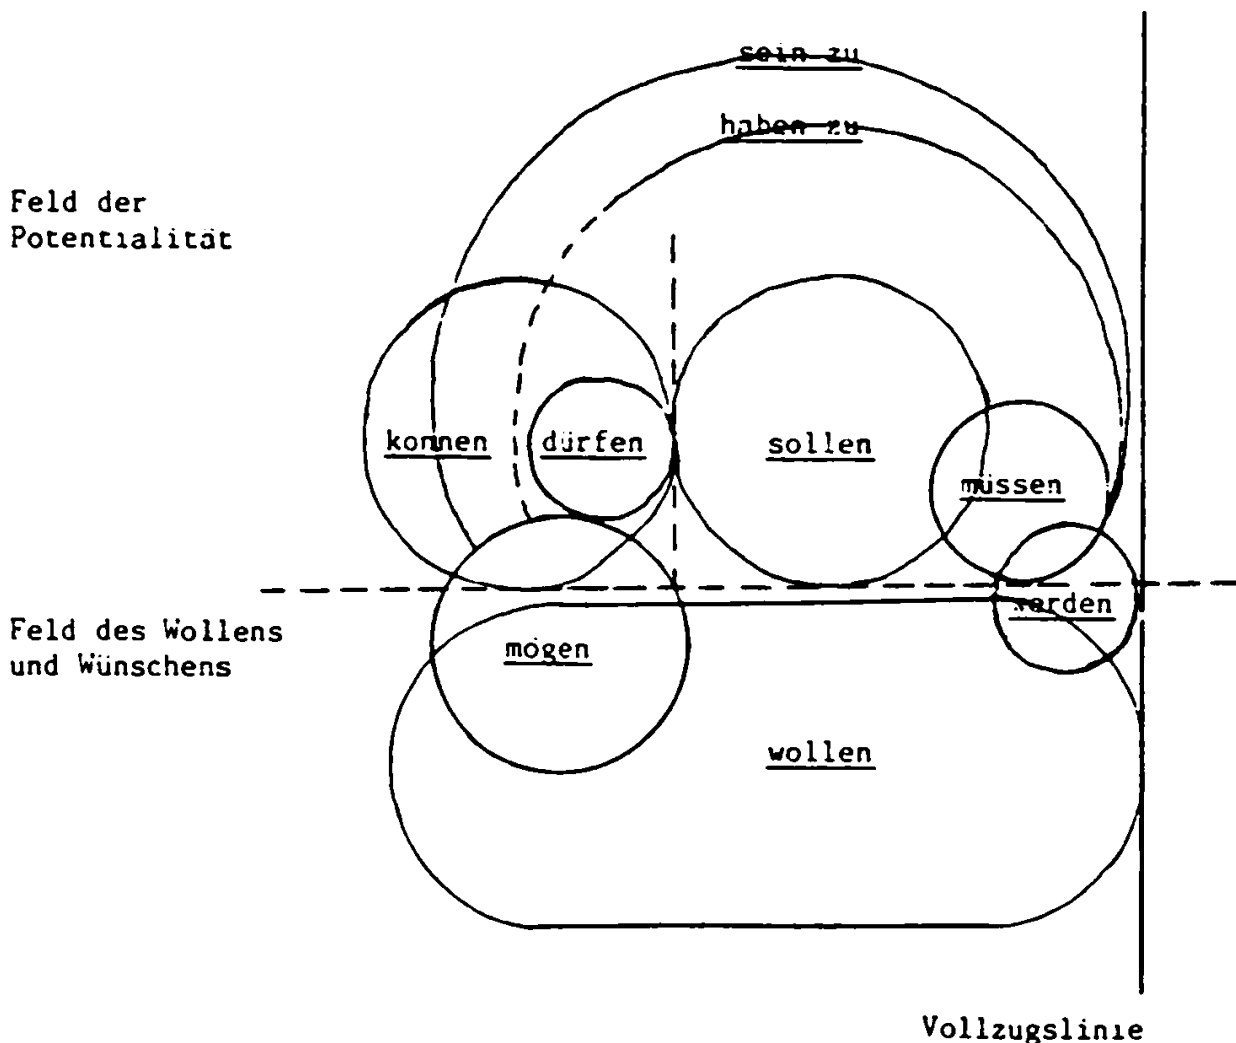 sein zu
haben zu
Feld der
Potentialität
konnen
dürfen
sollen
müssen
werden
Feld des Wollens
und Wünschens
mögen
wollen
Vollzugslinie